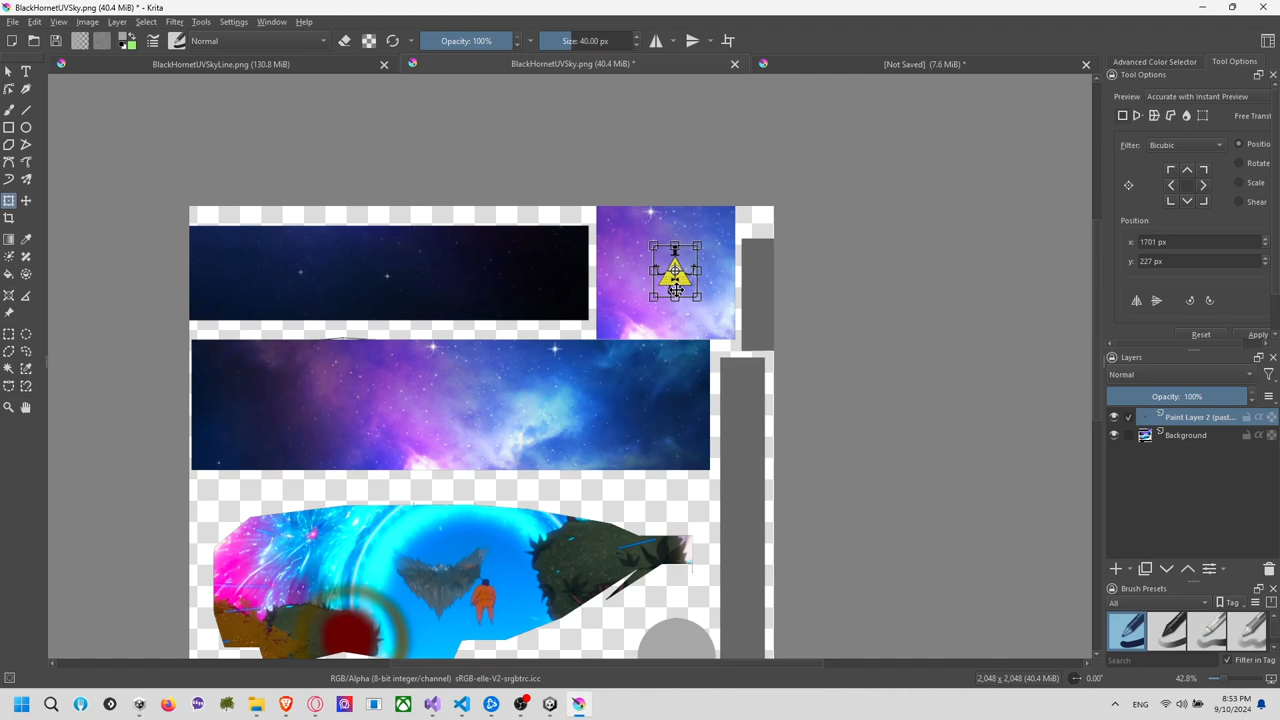 BlackHornetUVSky.png (40.4 MiB) * - Krita
File Edit View Image Layer Select Filter Tools Settings Window Help
Normal Opacity: 100% Size: 40.00 px
BlackHornetUVSkyLine.png (130.8 MiB) BlackHornetUVSky.png (40.4 MiB) * [Not Saved] (7.6 MiB) * Advanced Color Selector Tool Options
Tool Options
Preview Accurate with Instant Preview
Free Transf
Filter: Bicubic Positio
Rotate
Scale
Shear
Position
x: 1701 px
y: 227 px
Reset Apply
Layers
Normal
Opacity: 100%
Paint Layer 2 (past...
Background
Brush Presets
All Tag
Search Filter in Tag
RGB/Alpha (8-bit integer/channel) sRGB-elle-V2-srgbtrc.icc 2,048 x 2,048 (40.4 MiB) 0.00° 42.8%
ENG 8:53 PM
9/10/2024